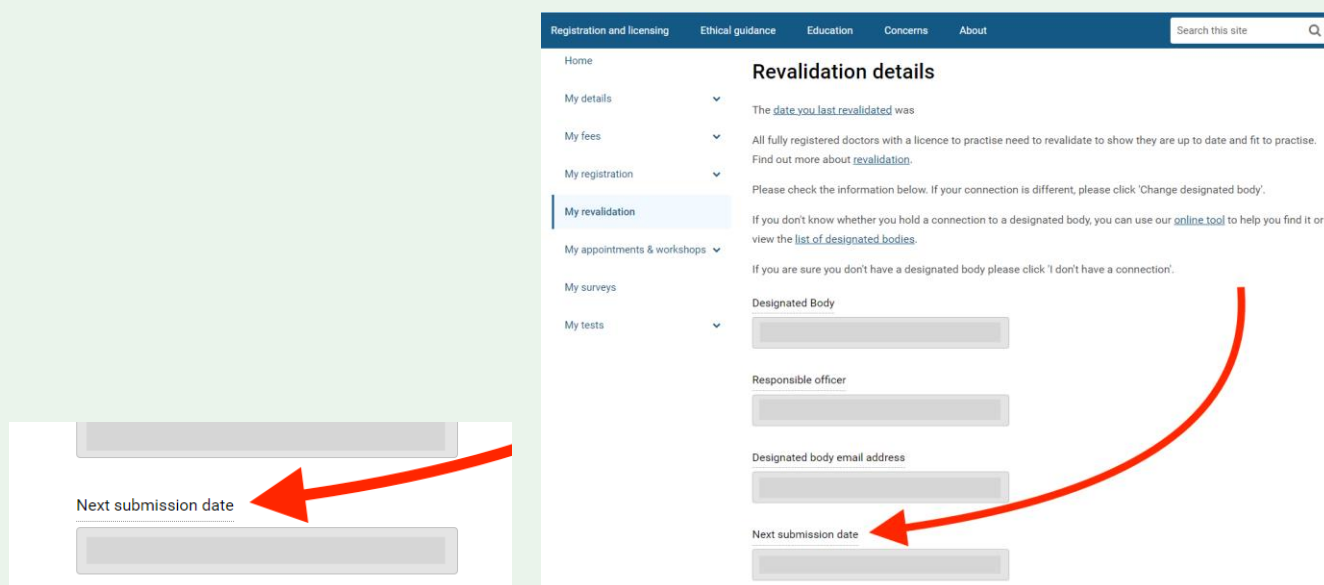 Registration and licensing Ethical guidance Education Concerns About Search this site
Home
My details
My fees
My registration
My revalidation
My appointments & workshops
My surveys
My tests
Revalidation details
The date you last revalidated was
All fully registered doctors with a licence to practise need to revalidate to show they are up to date and fit to practise.
Find out more about revalidation.
Please check the information below. If your connection is different, please click 'Change designated body'.
If you don't know whether you hold a connection to a designated body, you can use our online tool to help you find it or
view the list of designated bodies.
If you are sure you don't have a designated body please click 'I don't have a connection'.
Designated Body
Responsible officer
Designated body email address
Next submission date
Next submission date